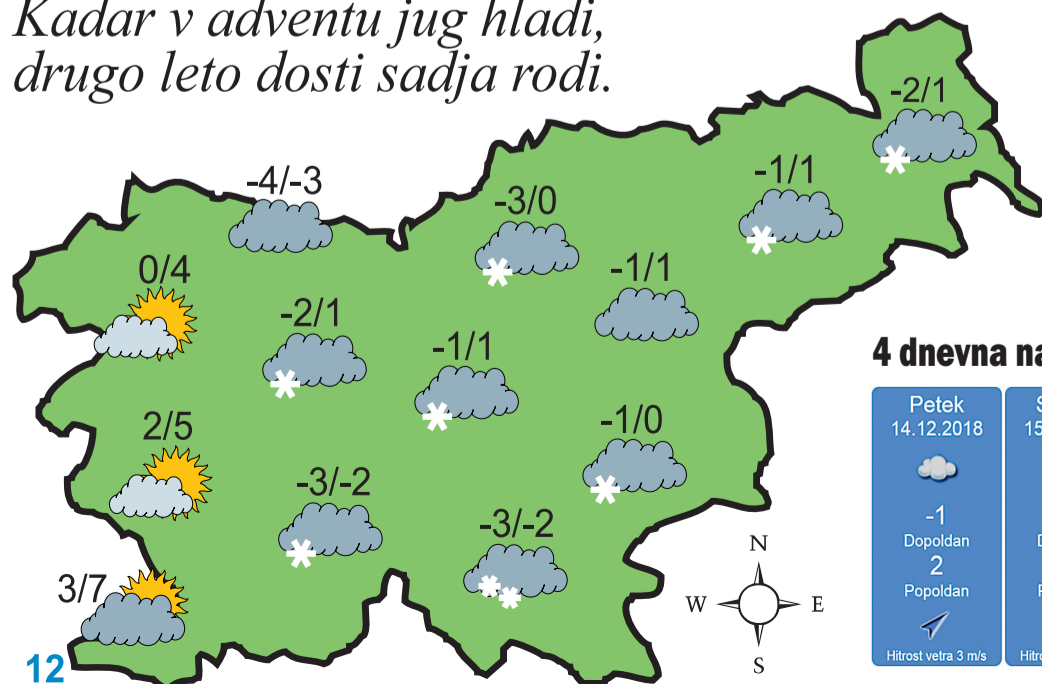 Kadar v adventu jug hladi,
drugo leto dosti sadja rodi.
-2/1
-4/-3
-1/1
-3/0
0/4
-1/1
-2/1
-1/1
2/5
-1/0
-3/-2
-3/-2
3/7
12
N
W E
S
4 dnevna
Petek
14.12.2018
-1
Dopoldan
2
Popoldan
Hitrost vetra 3 m/s